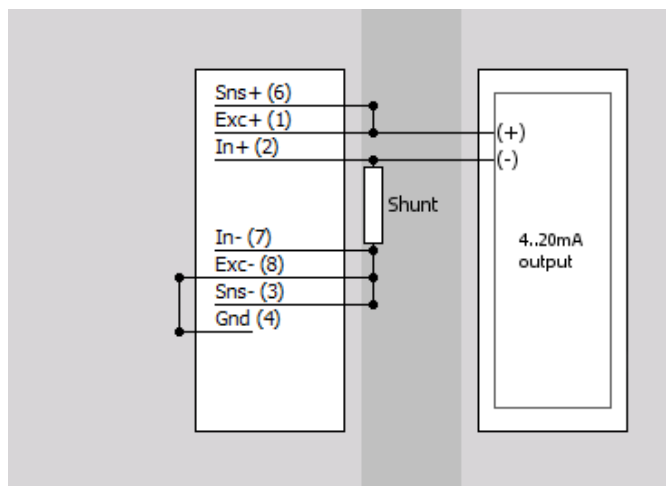 Sns+ (6)
Exc+ (1)
In+ (2)
(+)
(-)
Shunt
In- (7)
Exc- (8)
Sns- (3)
Gnd (4)
4..20mA
output